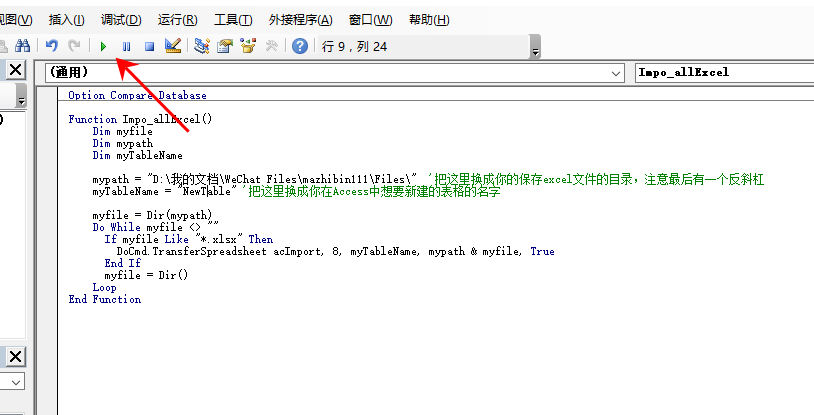 视图(V) 插入(I) 调试(D) 运行(R) 工具(T) 外接程序(A) 窗口(W) 帮助(H)
行 9 , 列 24
(通用) Impo_allExcel
Option Compare Database
Function Impo_allExcel()
Dim myfile
Dim mypath
Dim myTableName
mypath = "D:\我的文档\WeChat Files\mazhibin111\Files\" '把这里换成你的保存excel文件的目录，注意最后有一个反斜杠
myTableName = "NewTable" '把这里换成你在Access中想要新建的表格的名字
myfile = Dir(mypath)
Do While myfile <> ""
If myfile Like "*.xlsx" Then
DoCmd.TransferSpreadsheet acImport, 8, myTableName, mypath & myfile, True
End If
myfile = Dir()
Loop
End Function